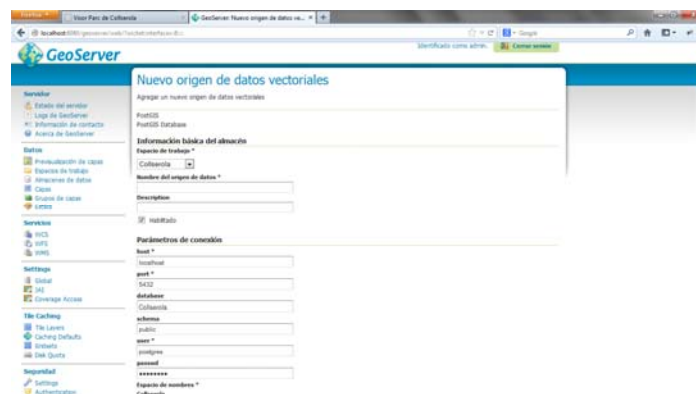 Firefox
Visor Parc de Collserola
GeoServer: Nuevo origen de datos ve...
Google
GeoServer
Identificado como admin.
Cerrar sesión
Servidor
Estado del servidor
Logs de GeoServer
Información de contacto
Acerca de GeoServer
Datos
Previsualización de capas
Espacios de trabajo
Almacenes de datos
Capas
Grupos de capas
Estilos
Servicios
WCS
WFS
WMS
Settings
Global
JAI
Coverage Access
Tile Caching
Tile Layers
Caching Defaults
Gridsets
Disk Quota
Seguridad
Settings
Authentication
Nuevo origen de datos vectoriales
Agregar un nuevo origen de datos vectoriales
PostGIS
PostGIS Database
Información básica del almacén
Espacio de trabajo *
Collserola
Nombre del origen de datos *
Description
Habilitado
Parámetros de conexión
host *
localhost
port *
5432
database
Collserola
schema
public
user *
postgres
passwd
••••••••
Espacio de nombres *
Collserola